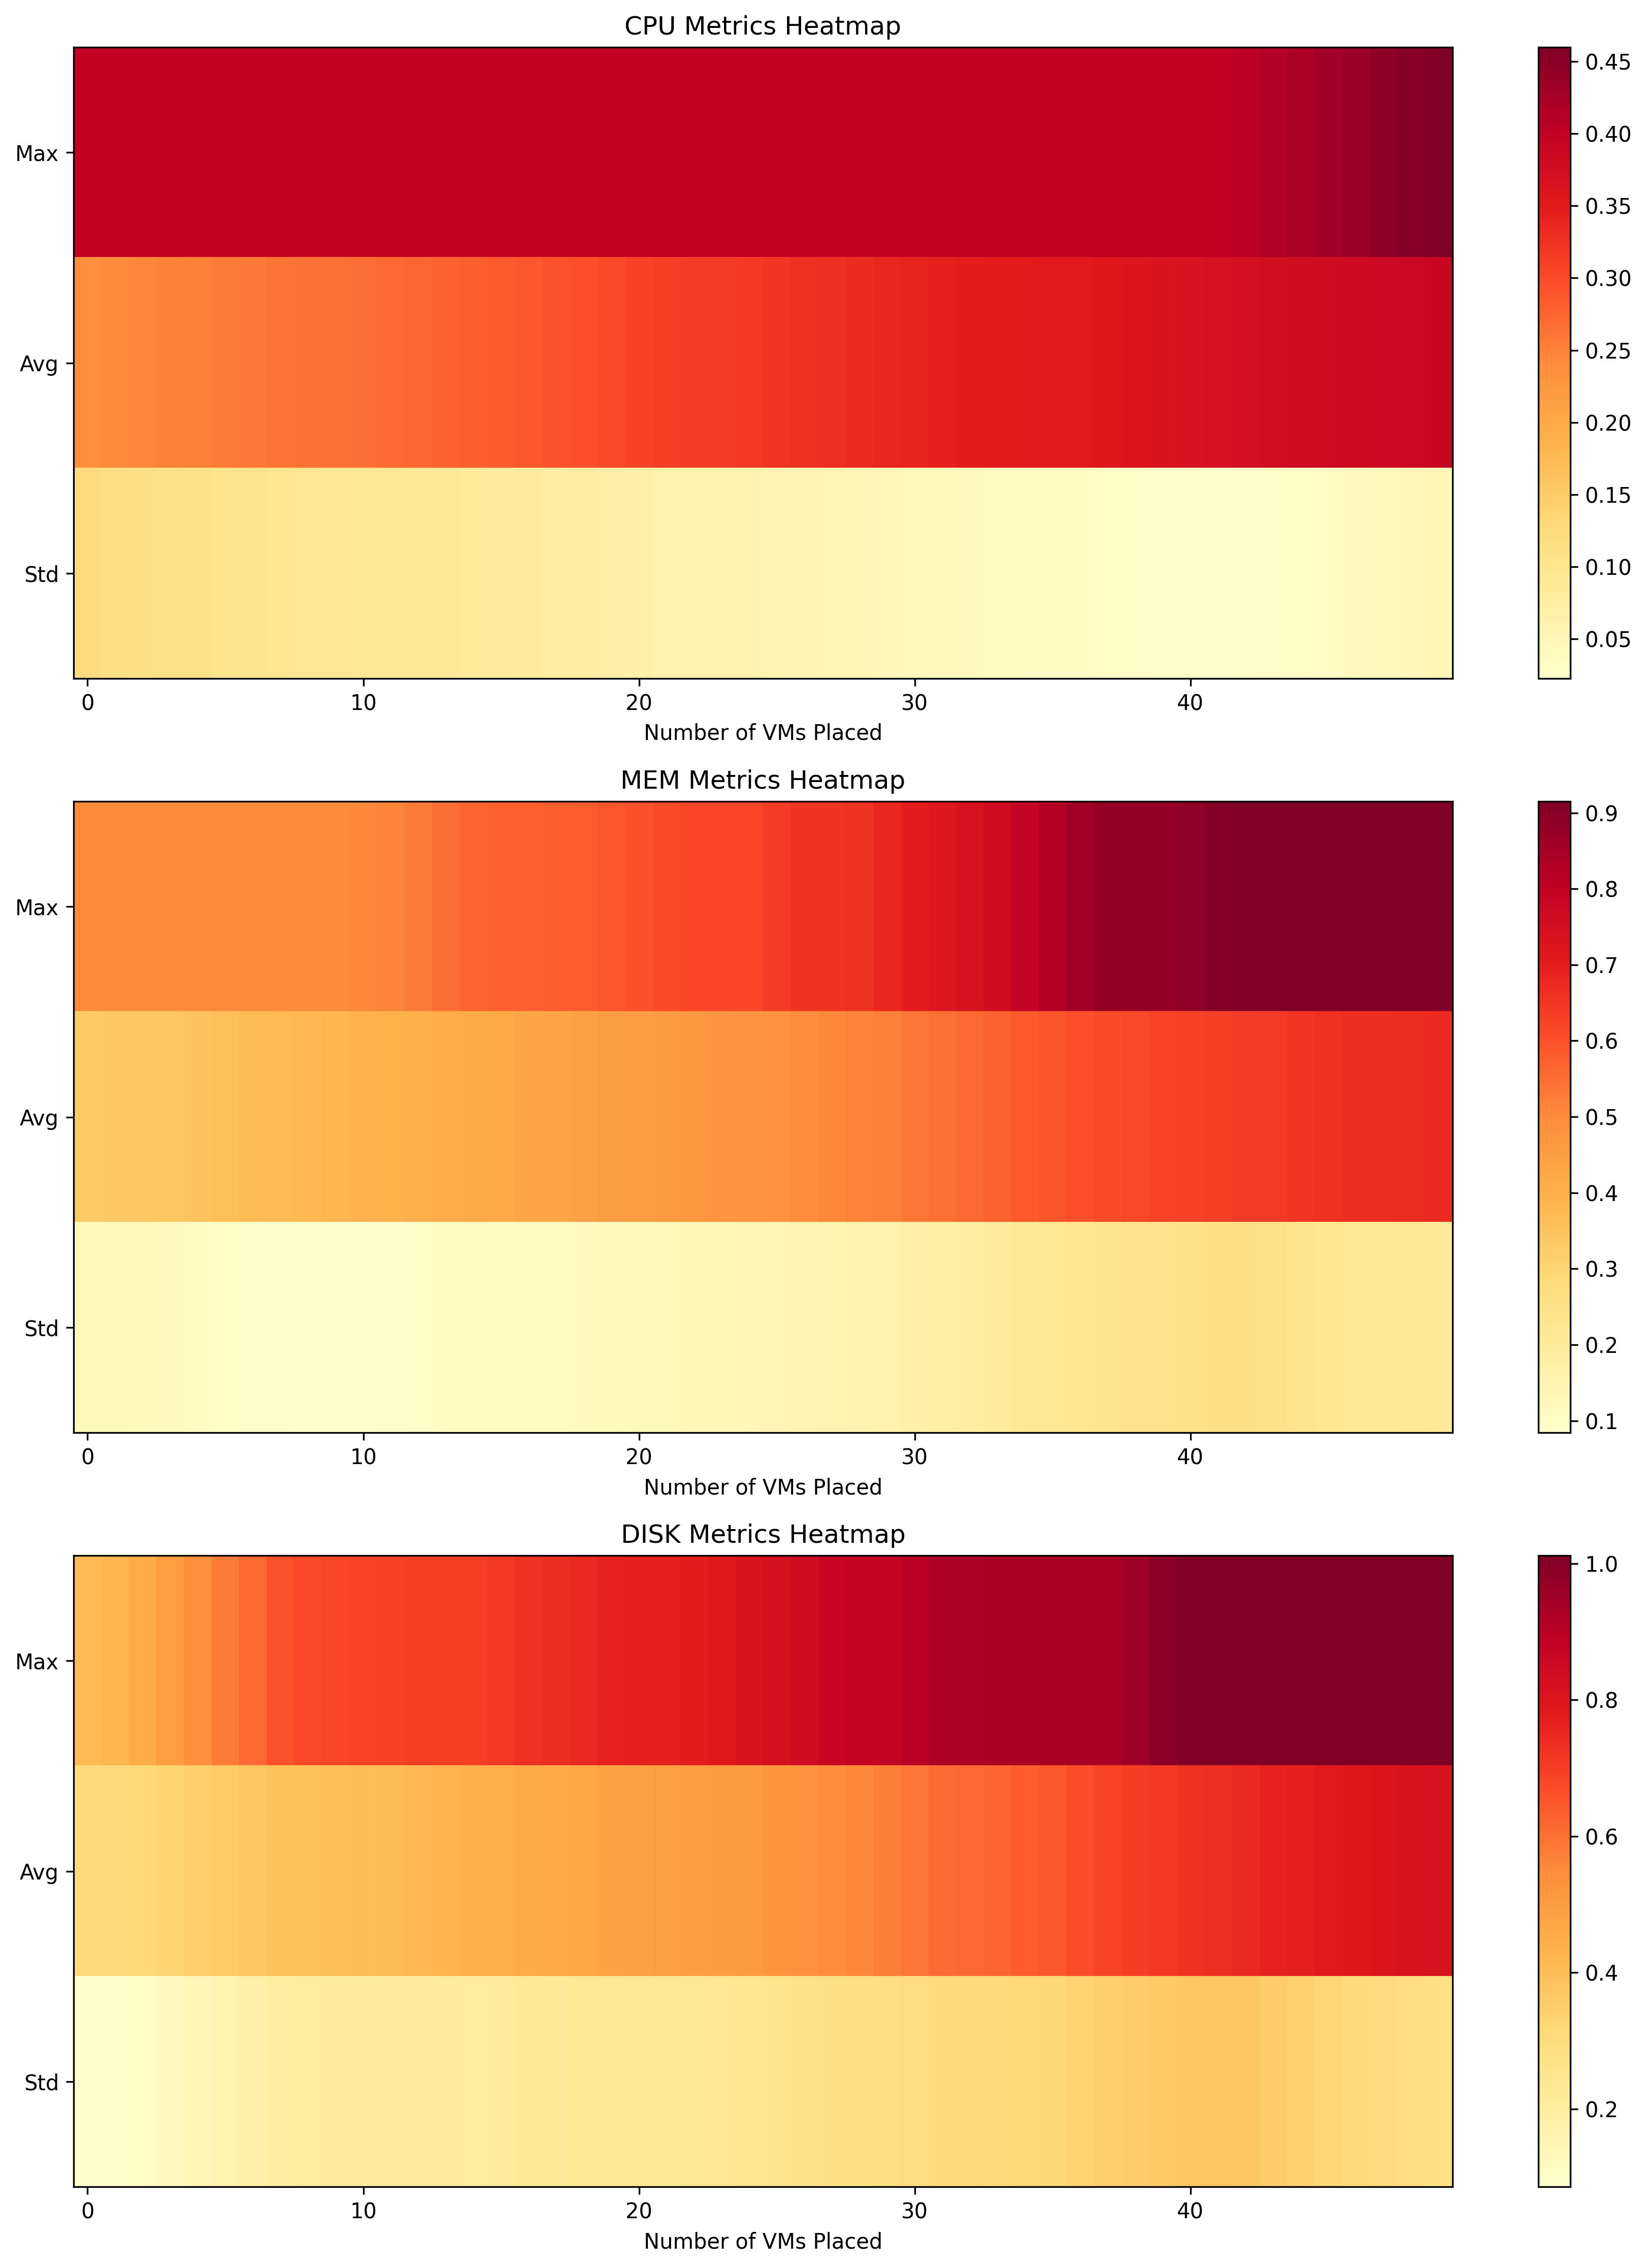 CPU Metrics Heatmap
Max
Avg
Std
0 10 20 30 40
Number of VMs Placed
0.45
0.40
0.35
0.30
0.25
0.20
0.15
0.10
0.05
MEM Metrics Heatmap
Max
Avg
Std
0 10 20 30 40
Number of VMs Placed
0.9
0.8
0.7
0.6
0.5
0.4
0.3
0.2
0.1
DISK Metrics Heatmap
Max
Avg
Std
0 10 20 30 40
Number of VMs Placed
1.0
0.8
0.6
0.4
0.2